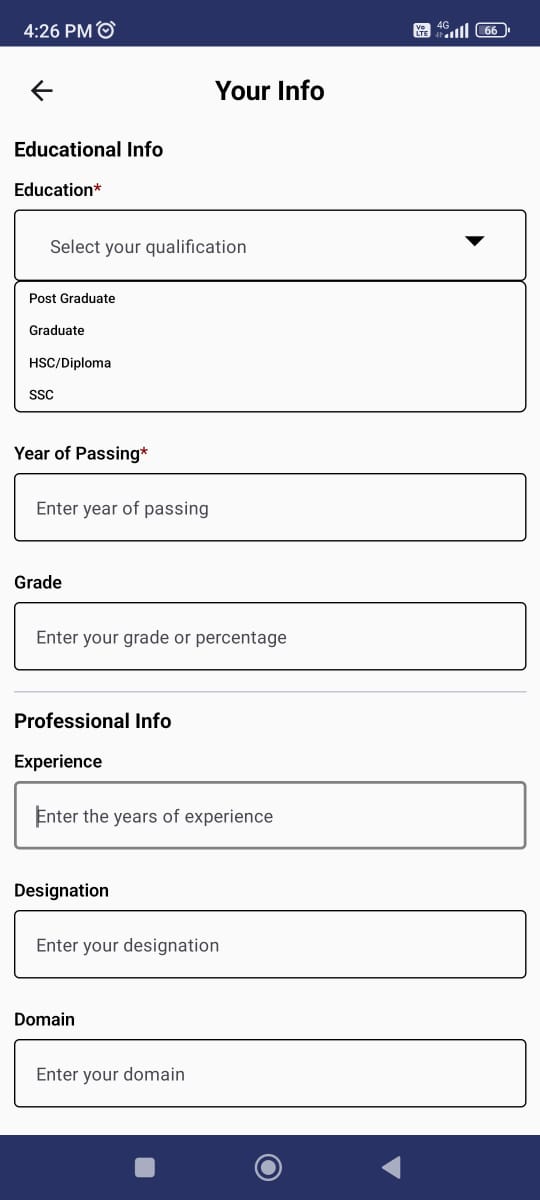 4:26 PM
Vo LTE 4G 66
Your Info
Educational Info
Education*
Select your qualification
Post Graduate
Graduate
HSC/Diploma
SSC
Year of Passing*
Enter year of passing
Grade
Enter your grade or percentage
Professional Info
Experience
Enter the years of experience
Designation
Enter your designation
Domain
Enter your domain